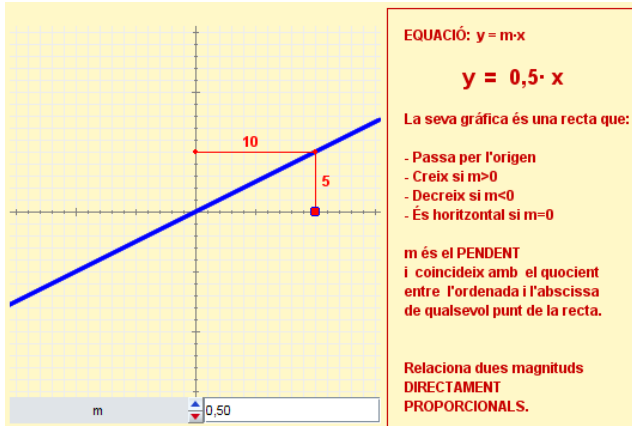 10
5
m
0,50
EQUACIÓ: y = m·x
y = 0,5· x
La seva gráfica és una recta que:
- Passa per l'origen
- Creix si m>0
- Decreix si m<0
- És horitzontal si m=0
m és el PENDENT
i coincideix amb el quocient
entre l'ordenada i l'abscissa
de qualsevol punt de la recta.
Relaciona dues magnituds
DIRECTAMENT
PROPORCIONALS.